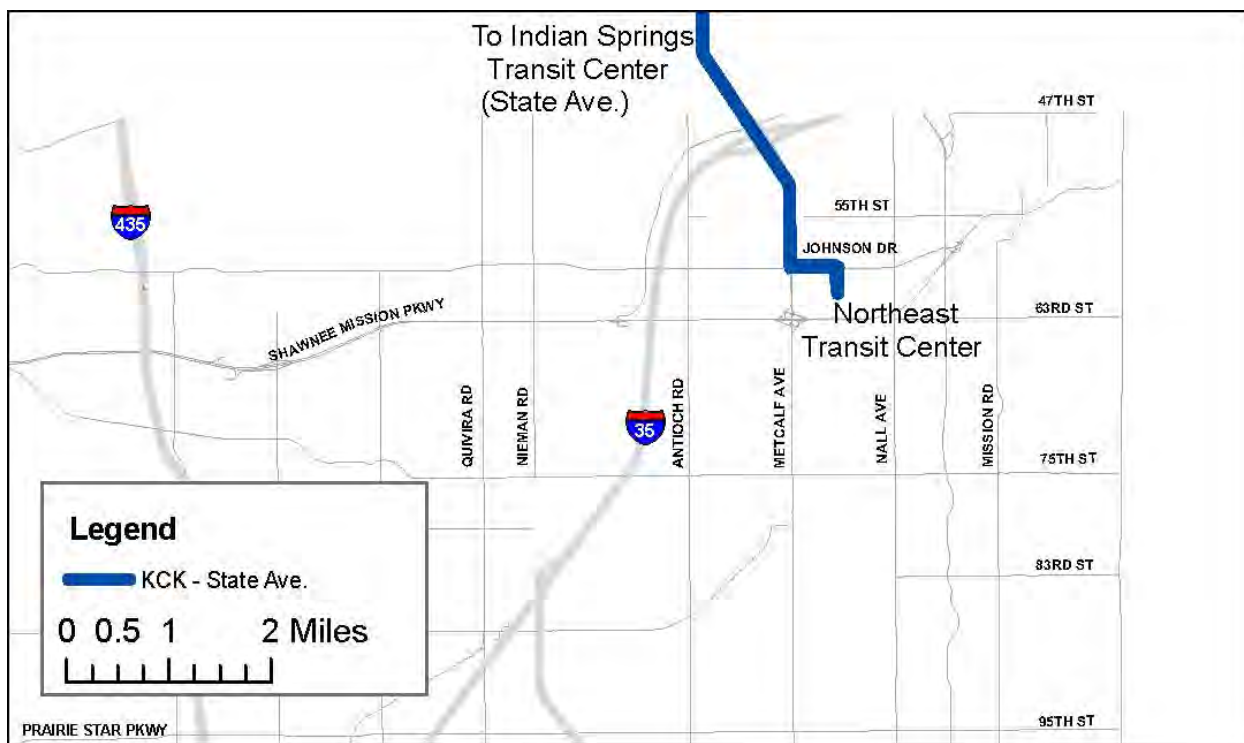 To Indian Springs
Transit Center
(State Ave.)
47TH ST
435
55TH ST
JOHNSON DR
Northeast
Transit Center
63RD ST
SHAWNEE MISSION PKWY
QUIVIRA RD
NIEMAN RD
35
ANTIOCH RD
METCALF AVE
NALL AVE
MISSION RD
75TH ST
Legend
KCK - State Ave.
0 0.5 1 2 Miles
83RD ST
PRAIRIE STAR PKWY
95TH ST